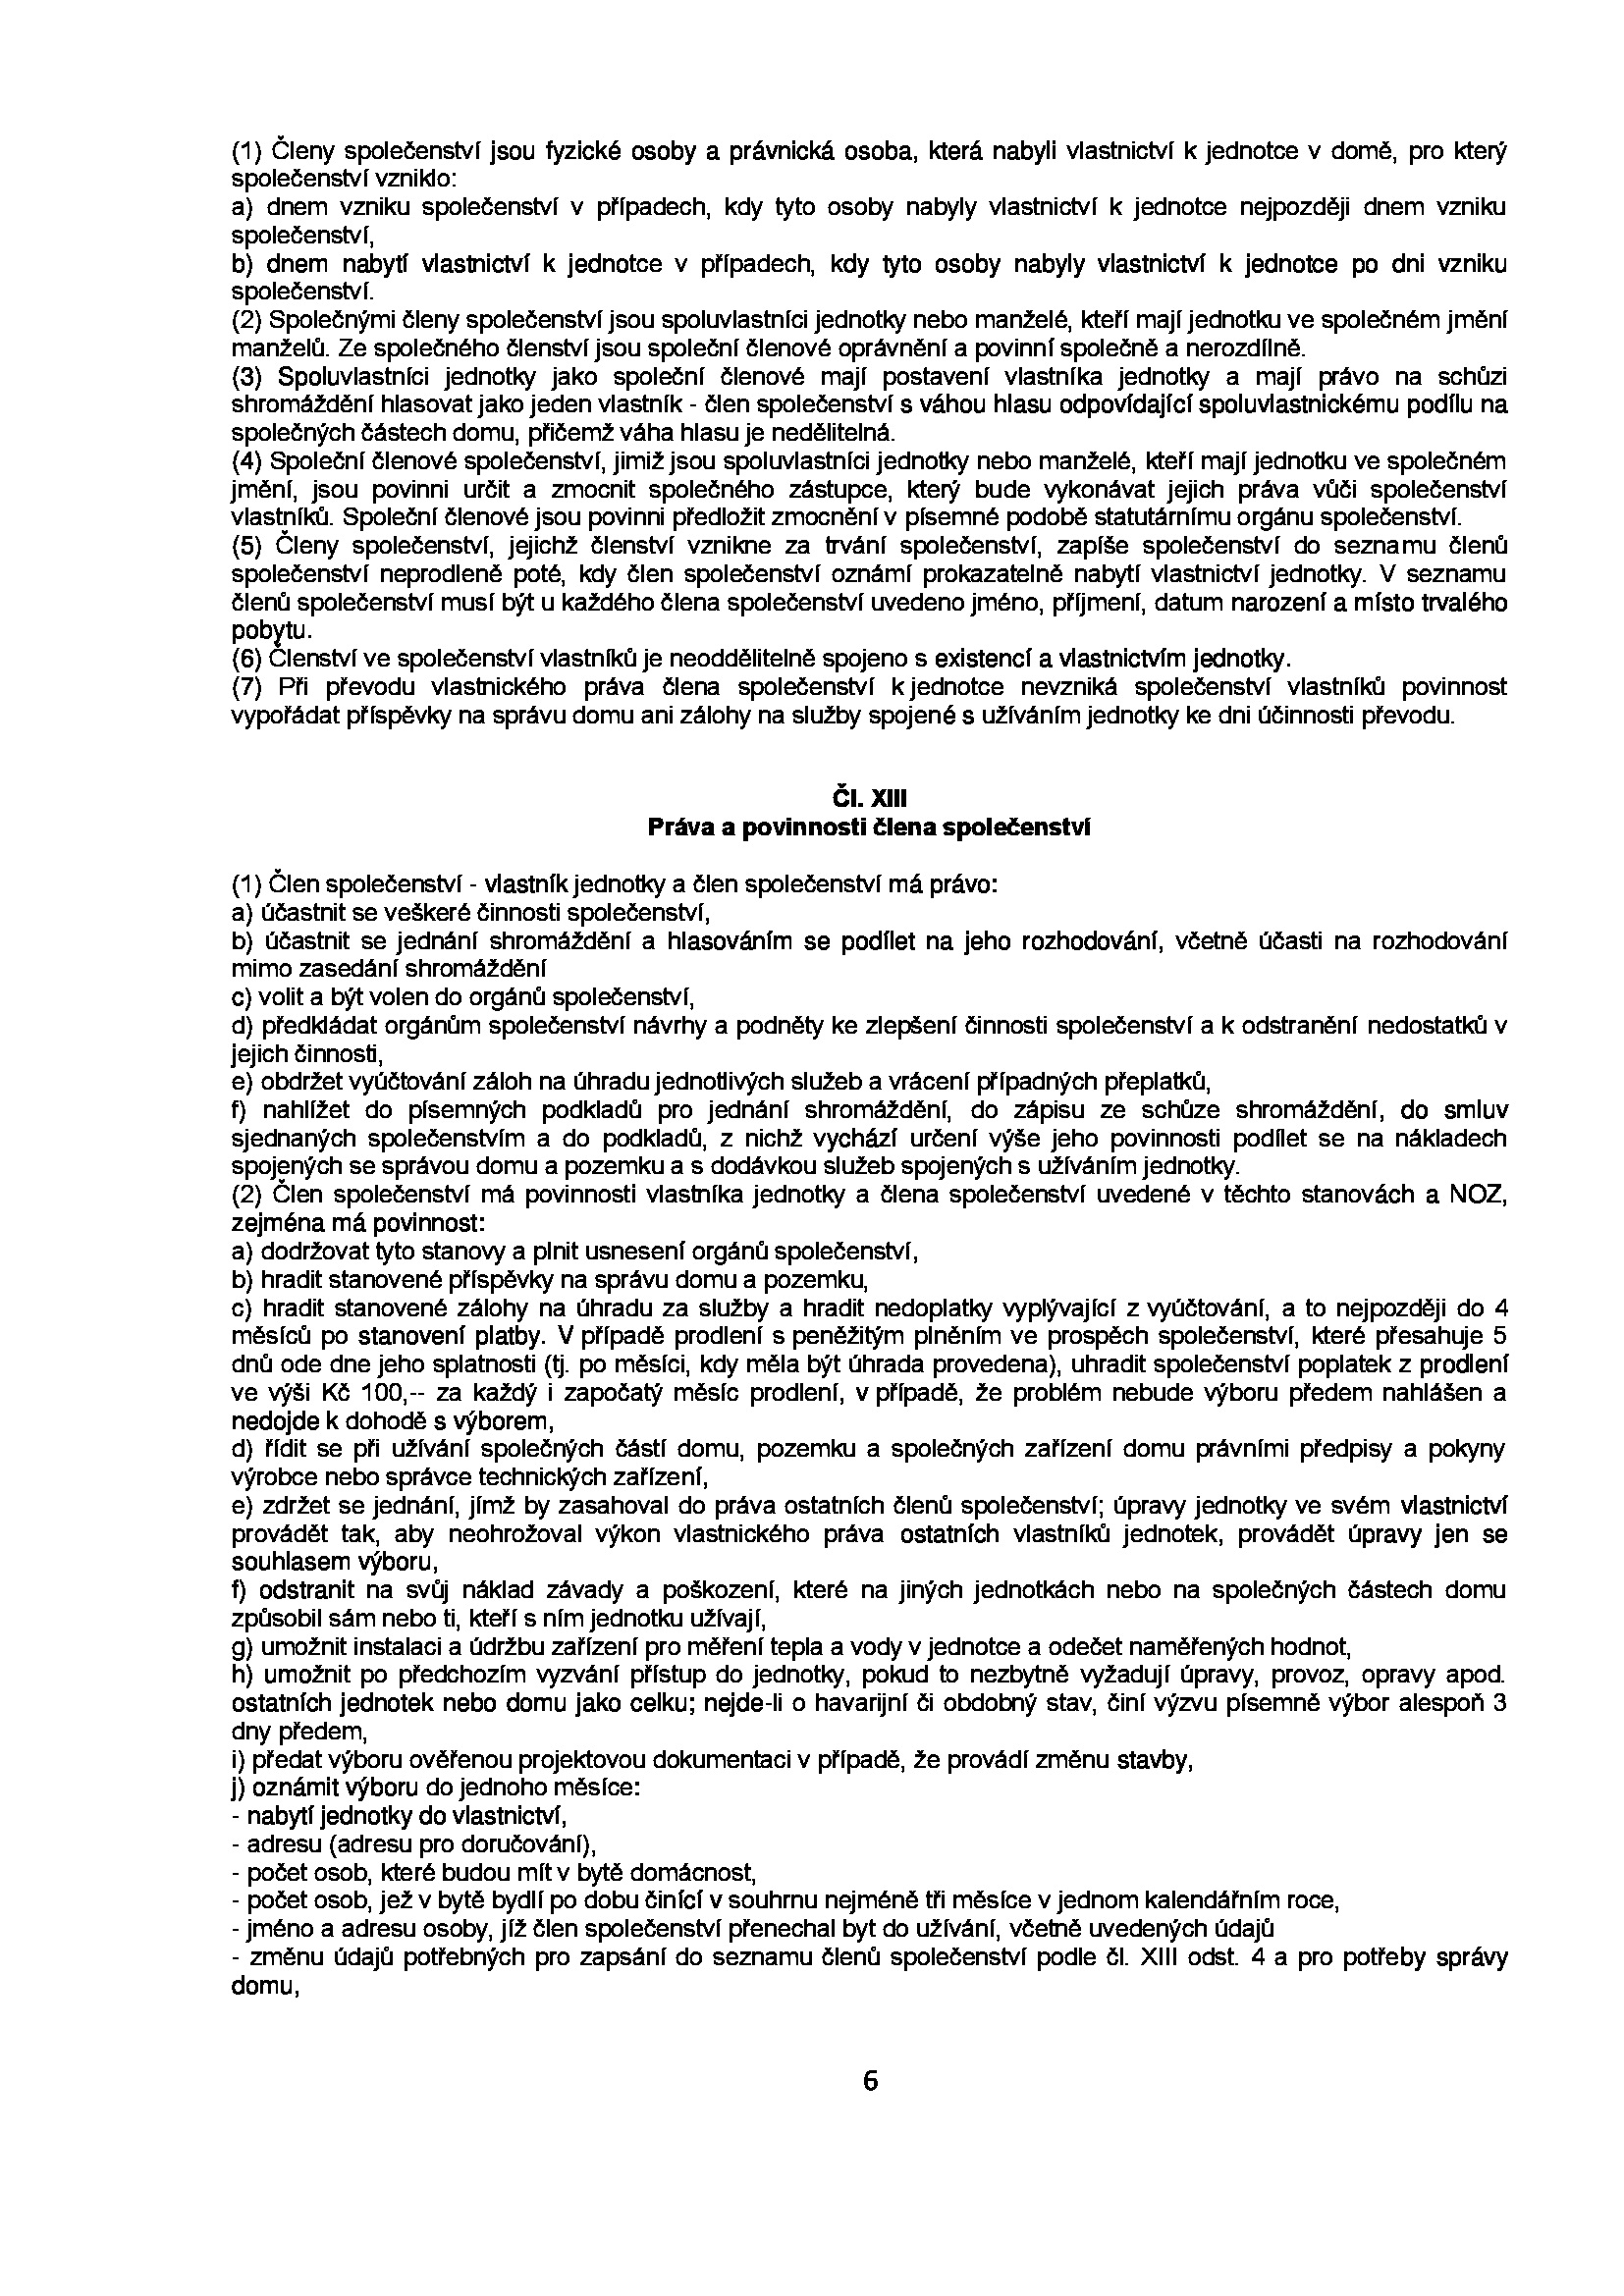 (1) Členy společenství jsou fyzické osoby a právnická osoba, která nabyli vlastnictví k jednotce v domě, pro který
společenství vzniklo:
a) dnem vzniku společenství v případech, kdy tyto osoby nabyly vlastnictví k jednotce nejpozději dnem vzniku
společenství,
b) dnem nabytí vlastnictví k jednotce v případech, kdy tyto osoby nabyly vlastnictví k jednotce po dni vzniku
společenství.
(2) Společnými členy společenství jsou spoluvlastníci jednotky nebo manželé, kteří mají jednotku ve společném jmění
manželů. Ze společného členství jsou společní členové oprávnění a povinní společně a nerozdílně.
(3) Spoluvlastníci jednotky jako společní členové mají postavení vlastníka jednotky a mají právo na schůzi
shromáždění hlasovat jako jeden vlastník - člen společenství s váhou hlasu odpovídající spoluvlastnickému podílu na
společných částech domu, přičemž váha hlasu je nedělitelná.
(4) Společní členové společenství, jimiž jsou spoluvlastníci jednotky nebo manželé, kteří mají jednotku ve společném
jmění, jsou povinni určit a zmocnit společného zástupce, který bude vykonávat jejich práva vůči společenství
vlastníků. Společní členové jsou povinni předložit zmocnění v písemné podobě statutárnímu orgánu společenství.
(5) Členy společenství, jejichž členství vznikne za trvání společenství, zapíše společenství do seznamu členů
společenství neprodleně poté, kdy člen společenství oznámí prokazatelně nabytí vlastnictví jednotky. V seznamu
členů společenství musí být u každého člena společenství uvedeno jméno, příjmení, datum narození a místo trvalého
pobytu.
(6) Členství ve společenství vlastníků je neoddělitelně spojeno s existencí a vlastnictvím jednotky.
(7) Při převodu vlastnického práva člena společenství k jednotce nevzniká společenství vlastníků povinnost
vypořádat příspěvky na správu domu ani zálohy na služby spojené s užíváním jednotky ke dni účinnosti převodu.
Čl. XIII
Práva a povinnosti člena společenství
(1) Člen společenství - vlastník jednotky a člen společenství má právo:
a) účastnit se veškeré činnosti společenství,
b) účastnit se jednání shromáždění a hlasováním se podílet na jeho rozhodování, včetně účasti na rozhodování
mimo zasedání shromáždění
c) volit a být volen do orgánů společenství,
d) předkládat orgánům společenství návrhy a podněty ke zlepšení činnosti společenství a k odstranění nedostatků v
jejich činnosti,
e) obdržet vyúčtování záloh na úhradu jednotlivých služeb a vrácení případných přeplatků,
f) nahlížet do písemných podkladů pro jednání shromáždění, do zápisu ze schůze shromáždění, do smluv
sjednaných společenstvím a do podkladů, z nichž vychází určení výše jeho povinnosti podílet se na nákladech
spojených se správou domu a pozemku a s dodávkou služeb spojených s užíváním jednotky.
(2) Člen společenství má povinnosti vlastníka jednotky a člena společenství uvedené v těchto stanovách a NOZ,
zejména má povinnost:
a) dodržovat tyto stanovy a plnit usnesení orgánů společenství,
b) hradit stanovené příspěvky na správu domu a pozemku,
c) hradit stanovené zálohy na úhradu za služby a hradit nedoplatky vyplývající z vyúčtování, a to nejpozději do 4
měsíců po stanovení platby. V případě prodlení s peněžitým plněním ve prospěch společenství, které přesahuje 5
dnů ode dne jeho splatnosti (tj. po měsíci, kdy měla být úhrada provedena), uhradit společenství poplatek z prodlení
ve výši Kč 100,-- za každý i započatý měsíc prodlení, v případě, že problém nebude výboru předem nahlášen a
nedojde k dohodě s výborem,
d) řídit se při užívání společných částí domu, pozemku a společných zařízení domu právními předpisy a pokyny
výrobce nebo správce technických zařízení,
e) zdržet se jednání, jímž by zasahoval do práva ostatních členů společenství; úpravy jednotky ve svém vlastnictví
provádět tak, aby neohrožoval výkon vlastnického práva ostatních vlastníků jednotek, provádět úpravy jen se
souhlasem výboru,
f) odstranit na svůj náklad závady a poškození, které na jiných jednotkách nebo na společných částech domu
způsobil sám nebo ti, kteří s ním jednotku užívají,
g) umožnit instalaci a údržbu zařízení pro měření tepla a vody v jednotce a odečet naměřených hodnot,
h) umožnit po předchozím vyzvání přístup do jednotky, pokud to nezbytně vyžadují úpravy, provoz, opravy apod.
ostatních jednotek nebo domu jako celku; nejde-li o havarijní či obdobný stav, činí výzvu písemně výbor alespoň 3
dny předem,
i) předat výboru ověřenou projektovou dokumentaci v případě, že provádí změnu stavby,
j) oznámit výboru do jednoho měsíce:
- nabytí jednotky do vlastnictví,
- adresu (adresu pro doručování),
- počet osob, které budou mít v bytě domácnost,
- počet osob, jež v bytě bydlí po dobu činící v souhrnu nejméně tři měsíce v jednom kalendářním roce,
- jméno a adresu osoby, jíž člen společenství přenechal byt do užívání, včetně uvedených údajů
- změnu údajů potřebných pro zapsání do seznamu členů společenství podle čl. XIII odst. 4 a pro potřeby správy
domu,
6